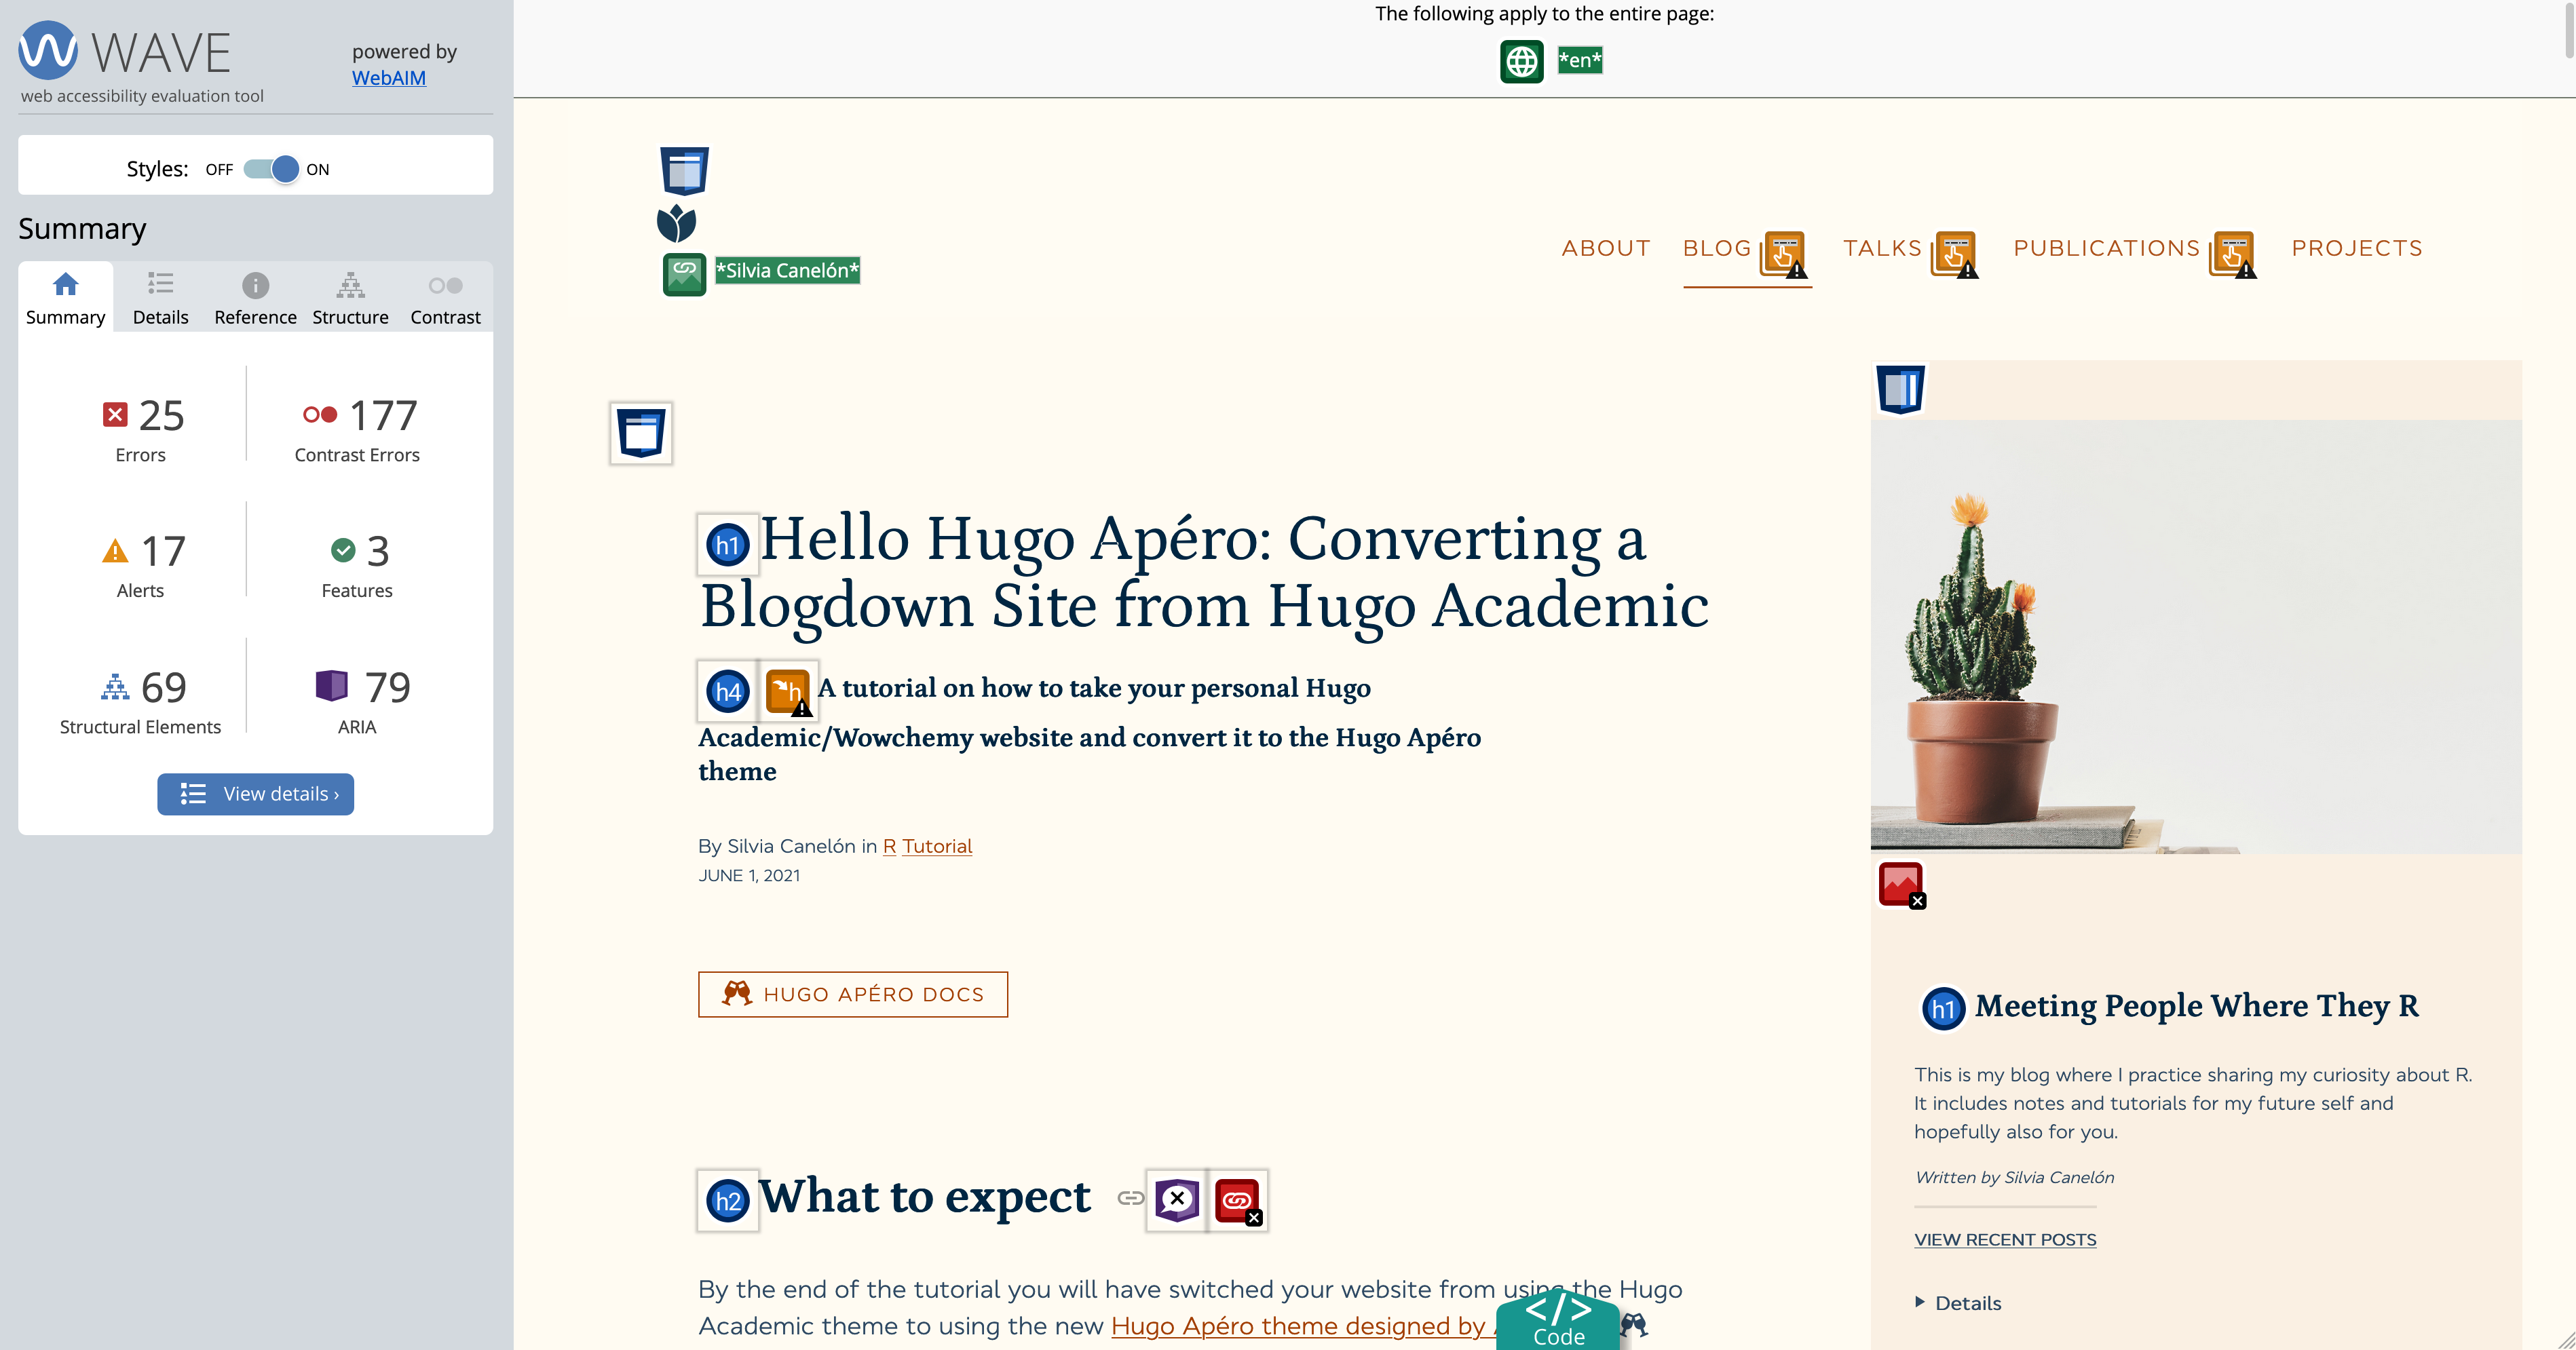 WAVE
web accessibility evaluation tool
powered by
WebAIM
Styles: OFF ON
Summary
Summary Details Reference Structure Contrast
25
Errors
177
Contrast Errors
17
Alerts
3
Features
69
Structural Elements
79
ARIA
View details ›
The following apply to the entire page:
*en*
*Silvia Canelón*
ABOUT BLOG TALKS PUBLICATIONS PROJECTS
h1 Hello Hugo Apéro: Converting a
Blogdown Site from Hugo Academic
h4 h A tutorial on how to take your personal Hugo
Academic/Wowchemy website and convert it to the Hugo Apéro
theme
By Silvia Canelón in R Tutorial
JUNE 1, 2021
HUGO APÉRO DOCS
h2 What to expect
By the end of the tutorial you will have switched your website from using the Hugo
Academic theme to using the new Hugo Apéro theme designed by
</> Code
h1 Meeting People Where They R
This is my blog where I practice sharing my curiosity about R.
It includes notes and tutorials for my future self and
hopefully also for you.
Written by Silvia Canelón
VIEW RECENT POSTS
Details